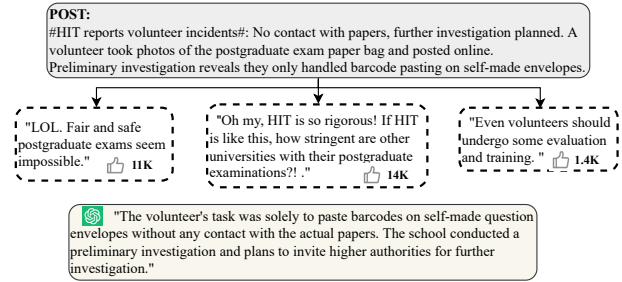 POST:
#HIT reports volunteer incidents#: No contact with papers, further investigation planned. A
volunteer took photos of the postgraduate exam paper bag and posted online.
Preliminary investigation reveals they only handled barcode pasting on self-made envelopes.
"LOL. Fair and safe
postgraduate exams seem
impossible."
11K
"Oh my, HIT is so rigorous! If HIT
is like this, how stringent are other
universities with their postgraduate
examinations?! ."
14K
"Even volunteers should
undergo some evaluation
and training. "
1.4K
"The volunteer's task was solely to paste barcodes on self-made question
envelopes without any contact with the actual papers. The school conducted a
preliminary investigation and plans to invite higher authorities for further
investigation."